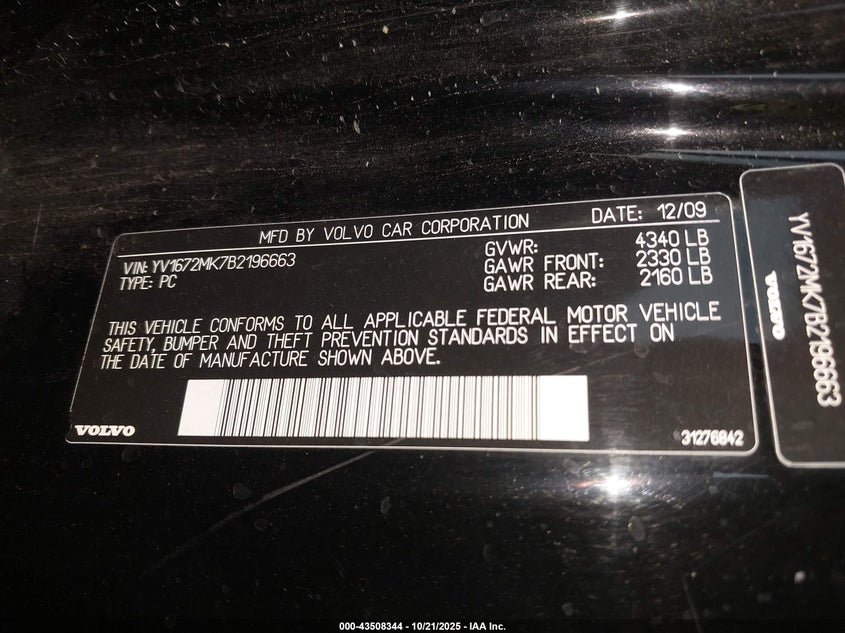 MFD BY VOLVO CAR CORPORATION DATE: 12/09
VIN: YV1672MK7B2196663 GVWR: 4340 LB
TYPE: PC GAWR FRONT: 2330 LB
GAWR REAR: 2160 LB
THIS VEHICLE CONFORMS TO ALL APPLICABLE FEDERAL MOTOR VEHICLE
SAFETY, BUMPER AND THEFT PREVENTION STANDARDS IN EFFECT ON
THE DATE OF MANUFACTURE SHOWN ABOVE.
VOLVO 31276842
YV1672MK7B2196663
VOLVO
000-43508344 - 10/21/2025 - IAA Inc.